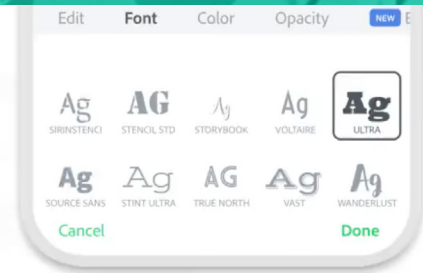 Edit Font Color Opacity NEW
Ag AG Ag Ag Ag
SIRINSTENCI STENCIL STD STORYBOOK VOLTAIRE ULTRA
Ag Ag AG Ag Ag
SOURCE SANS STINT ULTRA TRUE NORTH VAST WANDERLUST
Cancel Done